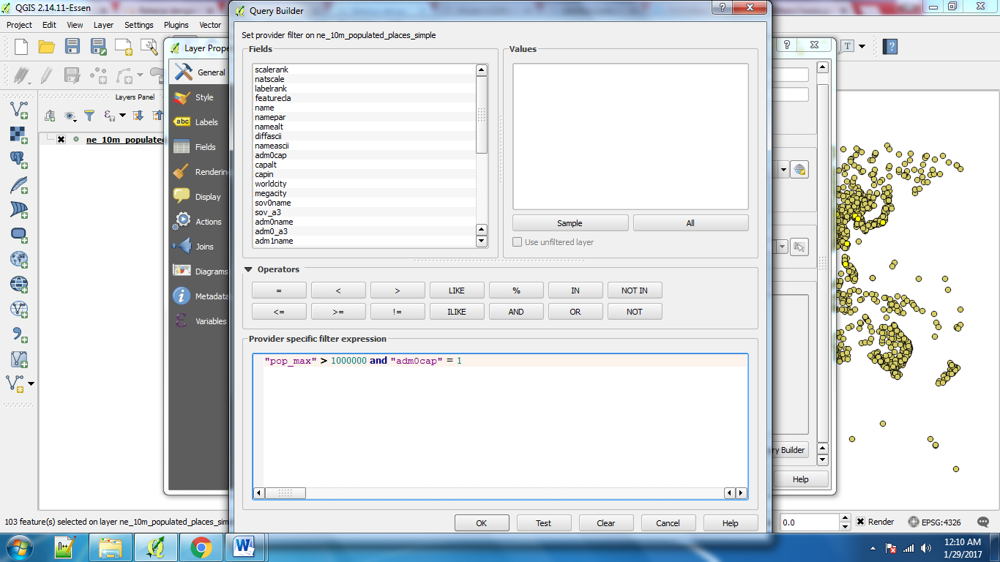 QGIS 2.14.11-Essen
Project Edit View Layer Settings Plugins Vector
Layers Panel
ne_10m_populated
Layer Prope
General
Style
abc Labels
Fields
Rendering
Display
Actions
Joins
Diagrams
Metadata
Variables
Query Builder
Set provider filter on ne_10m_populated_places_simple
Fields
scalerank
natscale
labelrank
featurecla
name
namepar
namealt
diffascii
nameascii
adm0cap
capalt
capin
worldcity
megacity
sov0name
sov_a3
adm0name
adm0_a3
adm1name
Values
Sample All
Use unfiltered layer
Operators
= < > LIKE % IN NOT IN
<= >= != ILIKE AND OR NOT
Provider specific filter expression
"pop_max" > 1000000 and "adm0cap" = 1
OK Test Clear Cancel Help
ry Builder
Help
T
103 feature(s) selected on layer ne_10m_populated_places_sim
0.0 Render EPSG:4326
12:10 AM
1/29/2017